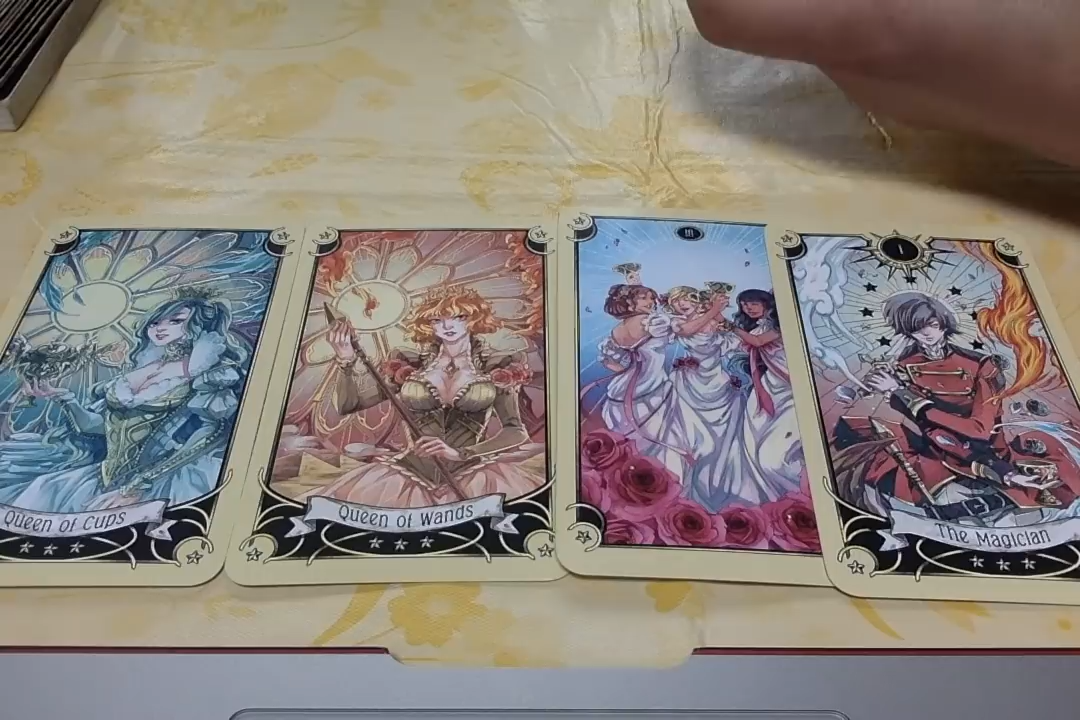 Queen of Cups
Queen of Wands
III
I
The Magician